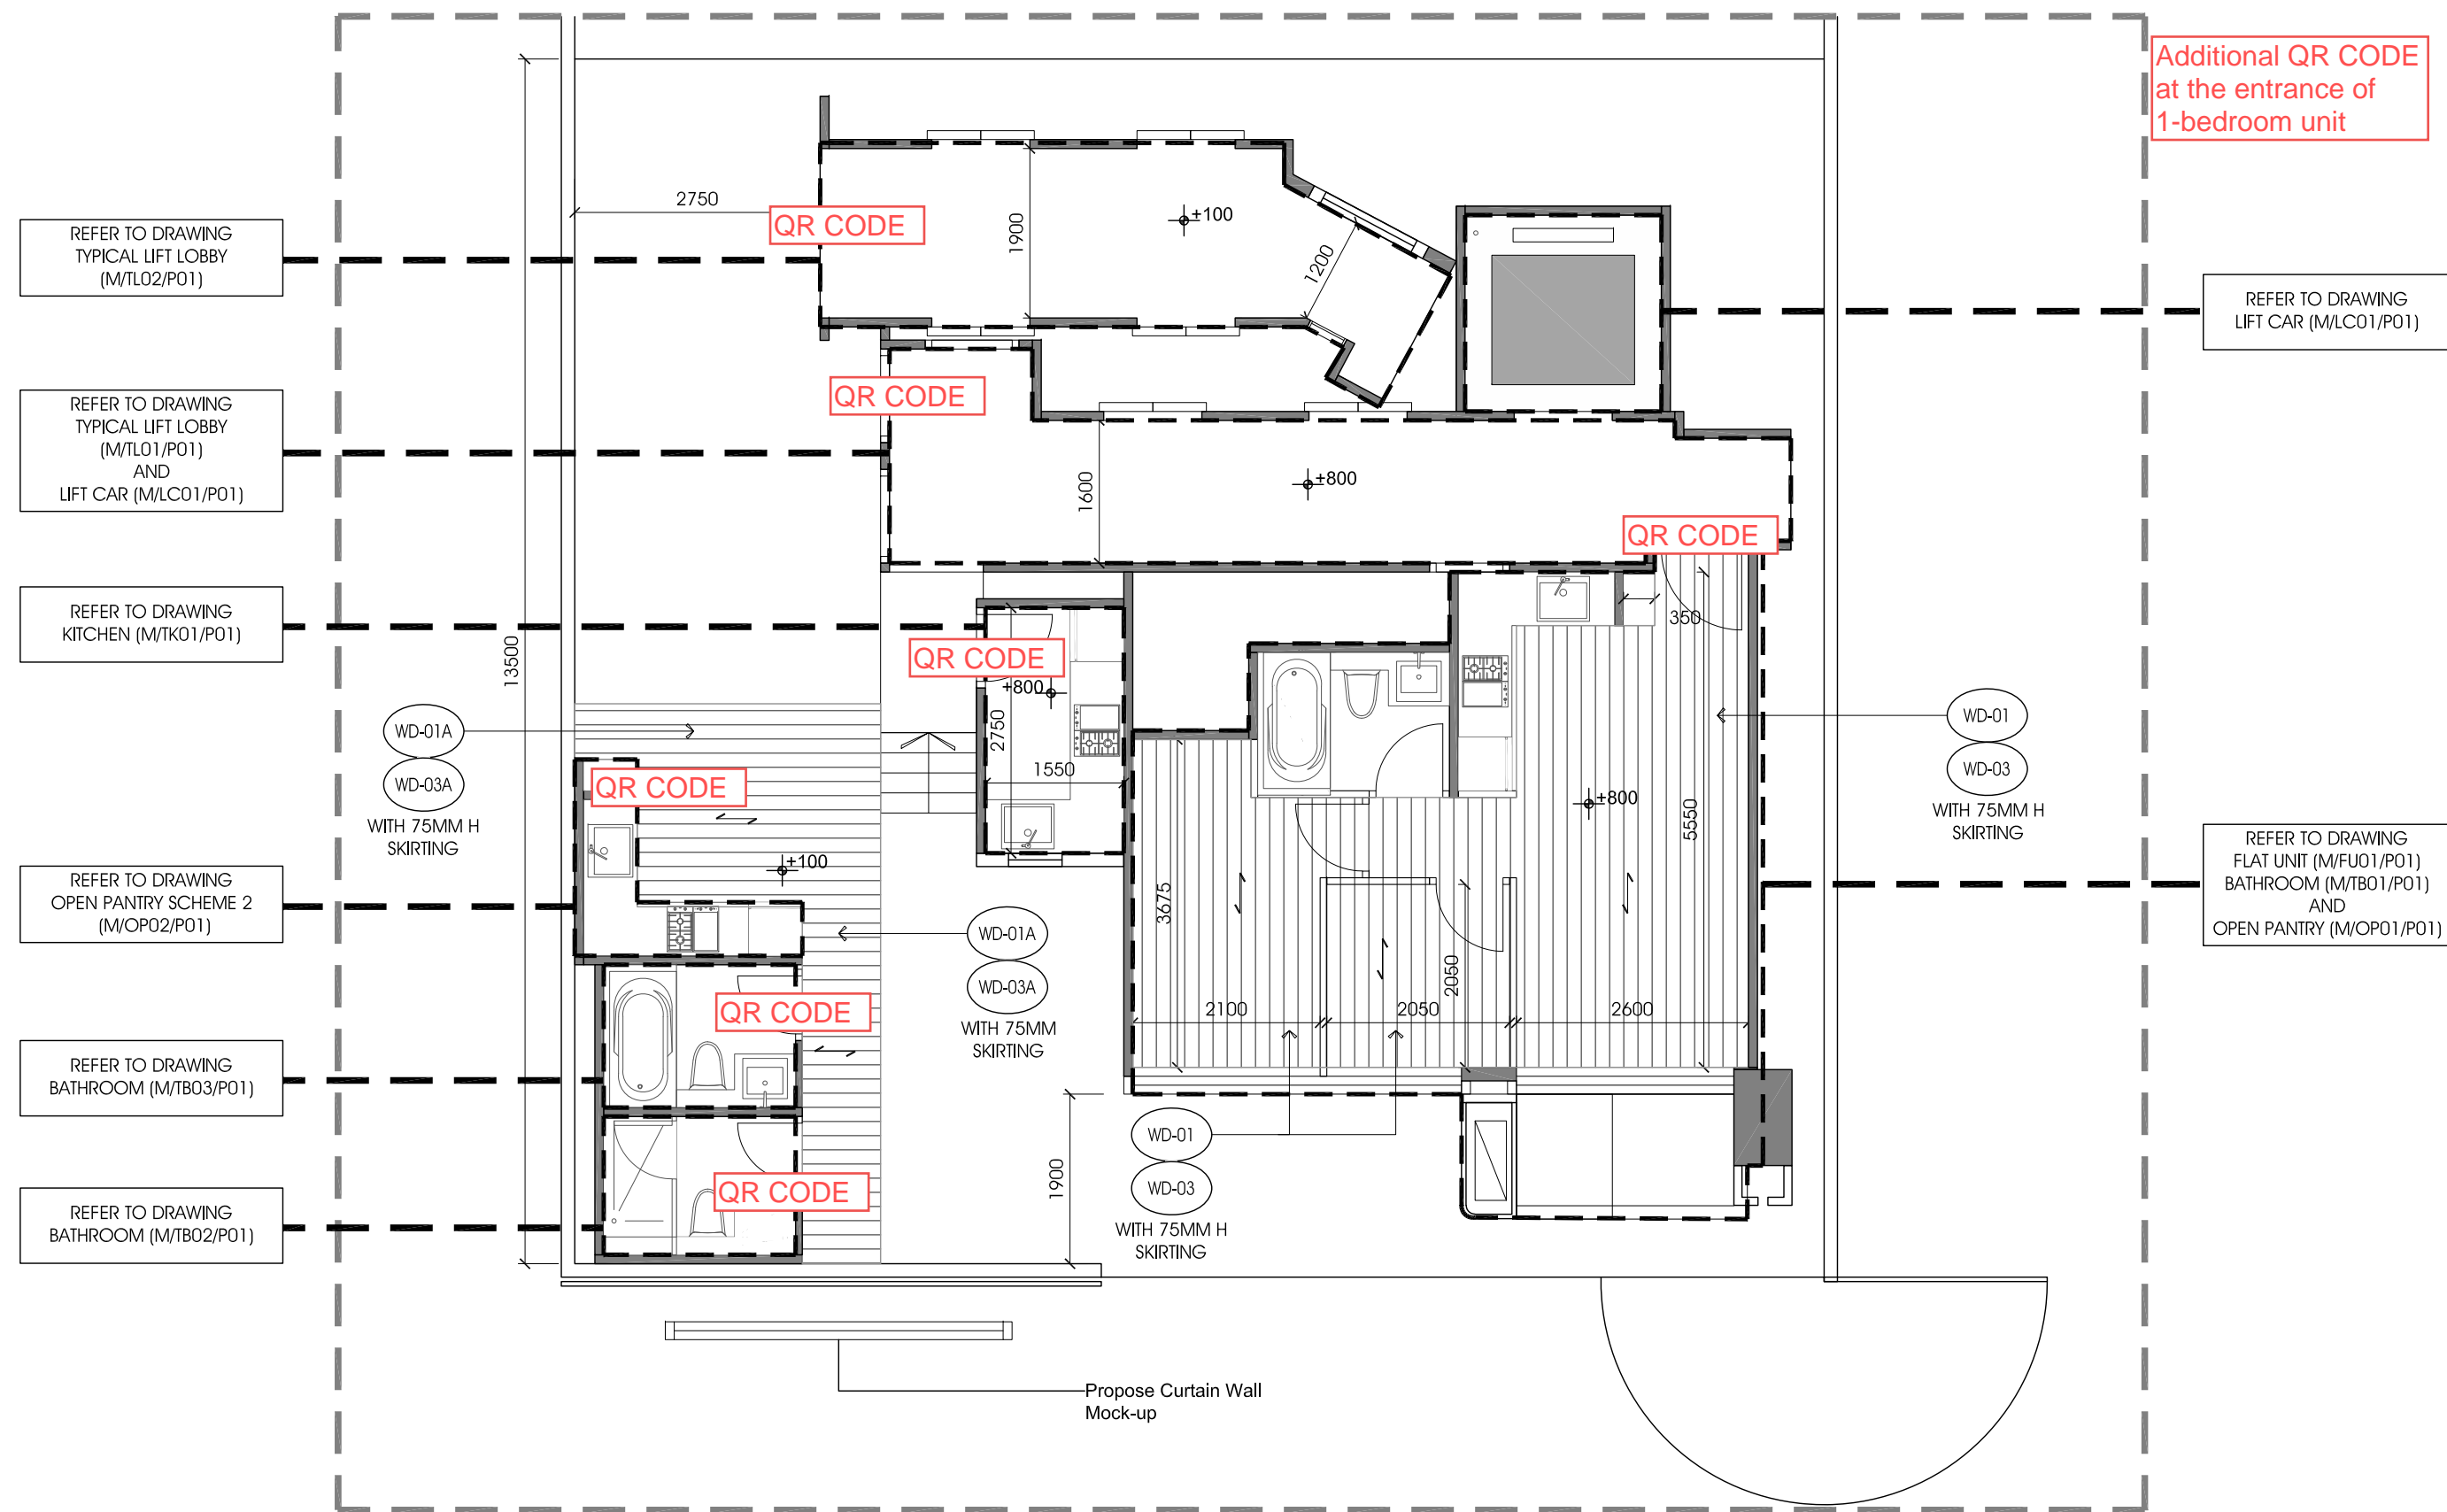 Additional QR CODE
at the entrance of
1-bedroom unit
2750
QR CODE
+100
1900
1200
REFER TO DRAWING
TYPICAL LIFT LOBBY
(M/TL02/P01)
REFER TO DRAWING
LIFT CAR (M/LC01/P01)
REFER TO DRAWING
TYPICAL LIFT LOBBY
(M/TL01/P01)
AND
LIFT CAR (M/LC01/P01)
QR CODE
1600
+800
QR CODE
REFER TO DRAWING
KITCHEN (M/TK01/P01)
13500
QR CODE
+800
2750
1550
350
WD-01A
WD-03A
WITH 75MM H
SKIRTING
QR CODE
+100
+800
5550
WD-01
WD-03
WITH 75MM H
SKIRTING
REFER TO DRAWING
OPEN PANTRY SCHEME 2
(M/OP02/P01)
REFER TO DRAWING
FLAT UNIT (M/FU01/P01)
BATHROOM (M/TB01/P01)
AND
OPEN PANTRY (M/OP01/P01)
WD-01A
WD-03A
WITH 75MM
SKIRTING
3675
2050
2100
2050
2600
QR CODE
REFER TO DRAWING
BATHROOM (M/TB03/P01)
1900
WD-01
WD-03
WITH 75MM H
SKIRTING
QR CODE
REFER TO DRAWING
BATHROOM (M/TB02/P01)
Propose Curtain Wall
Mock-up